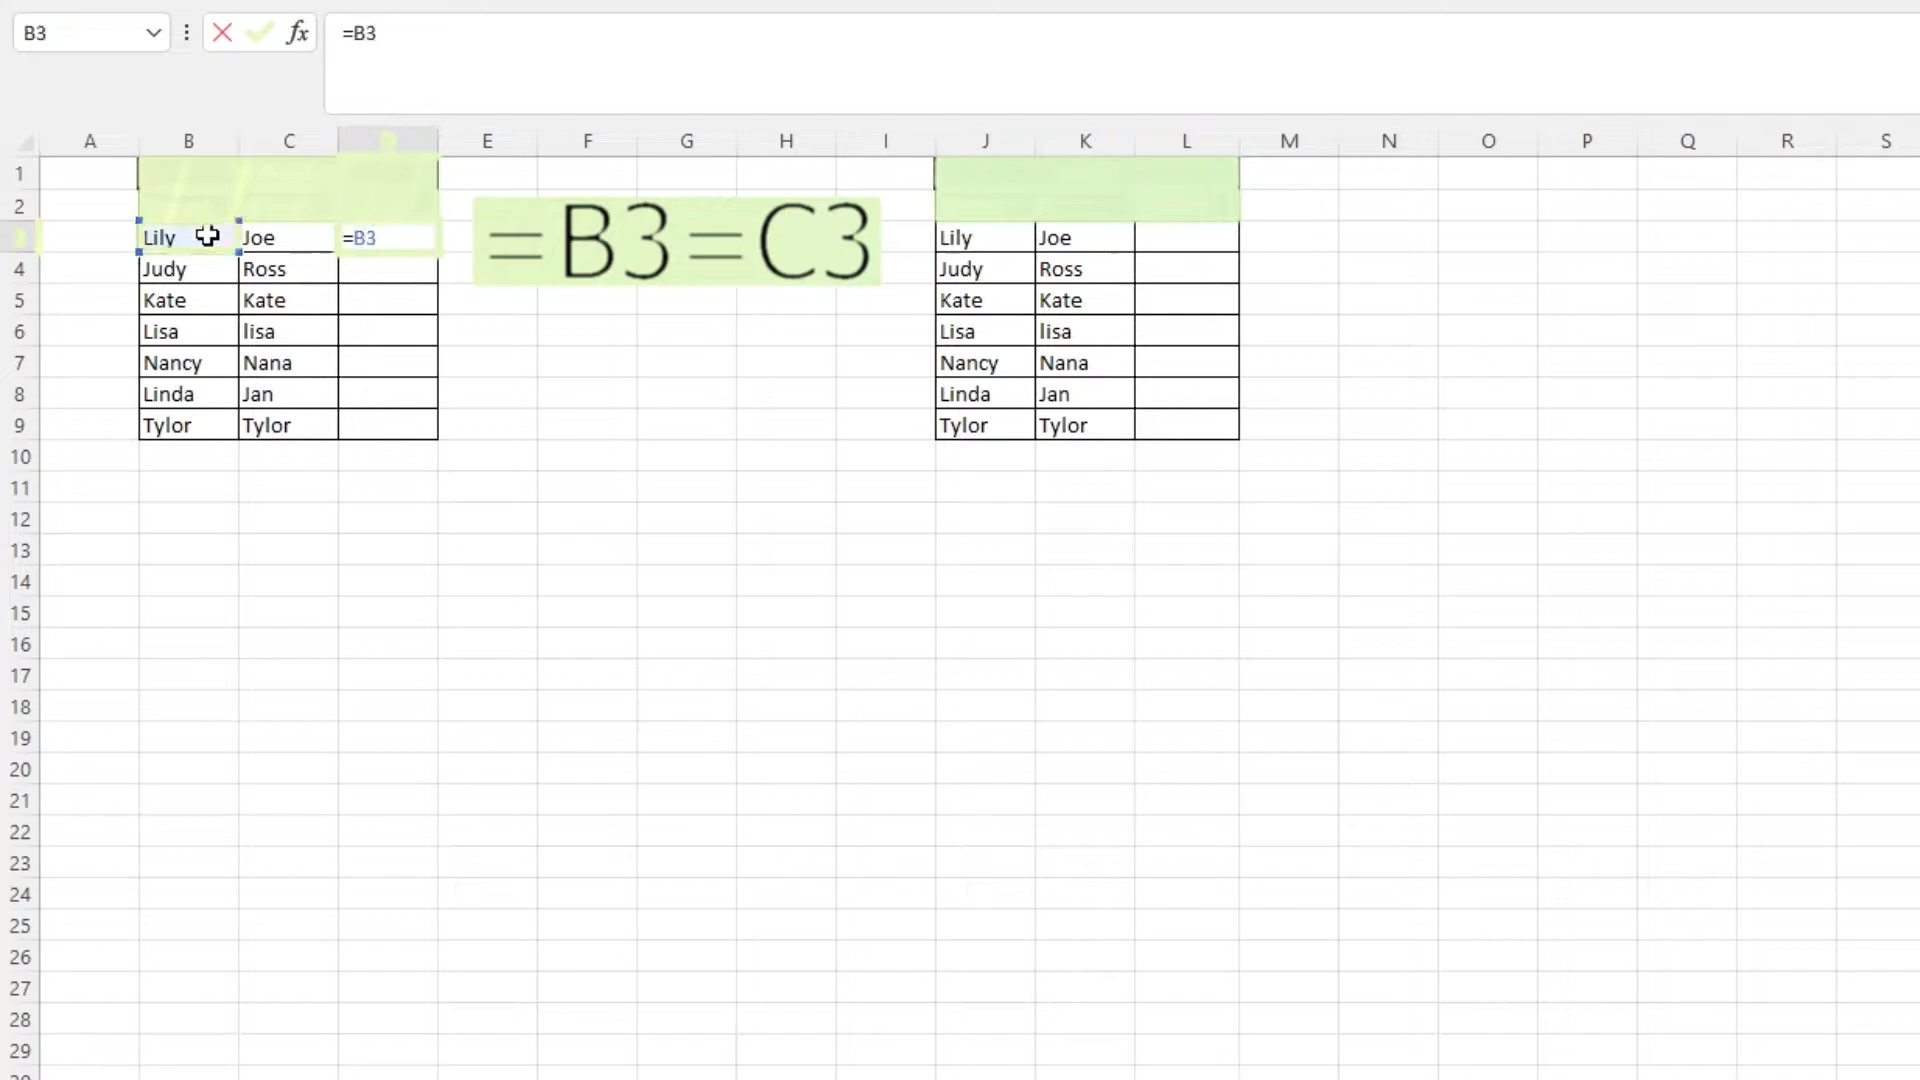 B3 fx =B3
A B C D E F G H I J K L M N O P Q R S
1
2
3 Lily Joe =B3 =B3=C3 Lily Joe
4 Judy Ross Judy Ross
5 Kate Kate Kate Kate
6 Lisa lisa Lisa lisa
7 Nancy Nana Nancy Nana
8 Linda Jan Linda Jan
9 Tylor Tylor Tylor Tylor
10
11
12
13
14
15
16
17
18
19
20
21
22
23
24
25
26
27
28
29